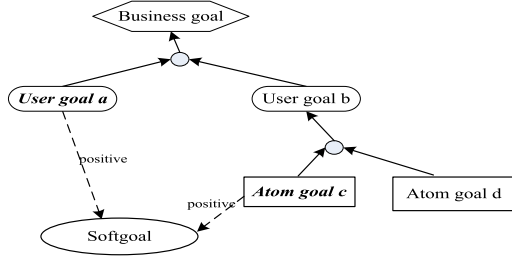 Business goal
User goal a
User goal b
positive
Atom goal c
Atom goal d
positive
Softgoal